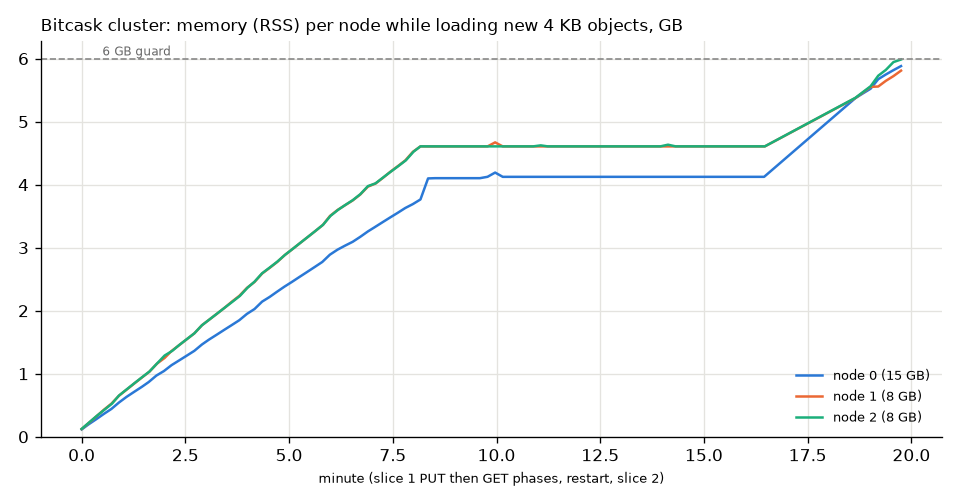 Bitcask cluster: memory (RSS) per node while loading new 4 KB objects, GB
6 GB guard
6
5
4
3
2
1
0
node 0 (15 GB)
node 1 (8 GB)
node 2 (8 GB)
0.0 2.5 5.0 7.5 10.0 12.5 15.0 17.5 20.0
minute (slice 1 PUT then GET phases, restart, slice 2)